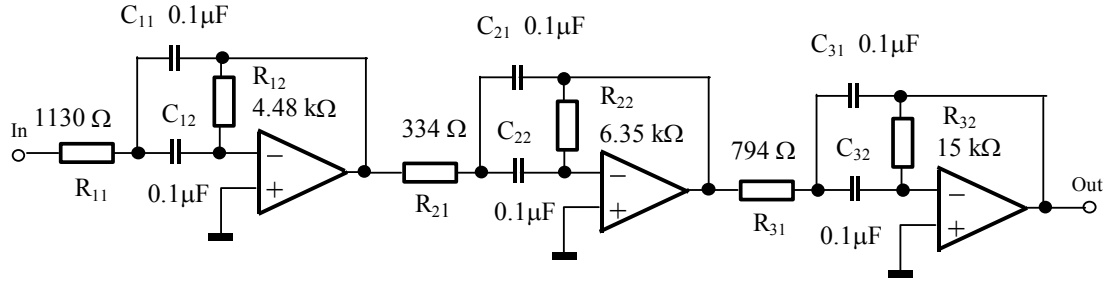 C11 0.1μF
R12
4.48 kΩ
1130 Ω
C12
In
R11
0.1μF
−
+
C21 0.1μF
R22
6.35 kΩ
334 Ω
C22
R21
0.1μF
−
+
C31 0.1μF
R32
15 kΩ
794 Ω
C32
R31
0.1μF
−
+
Out